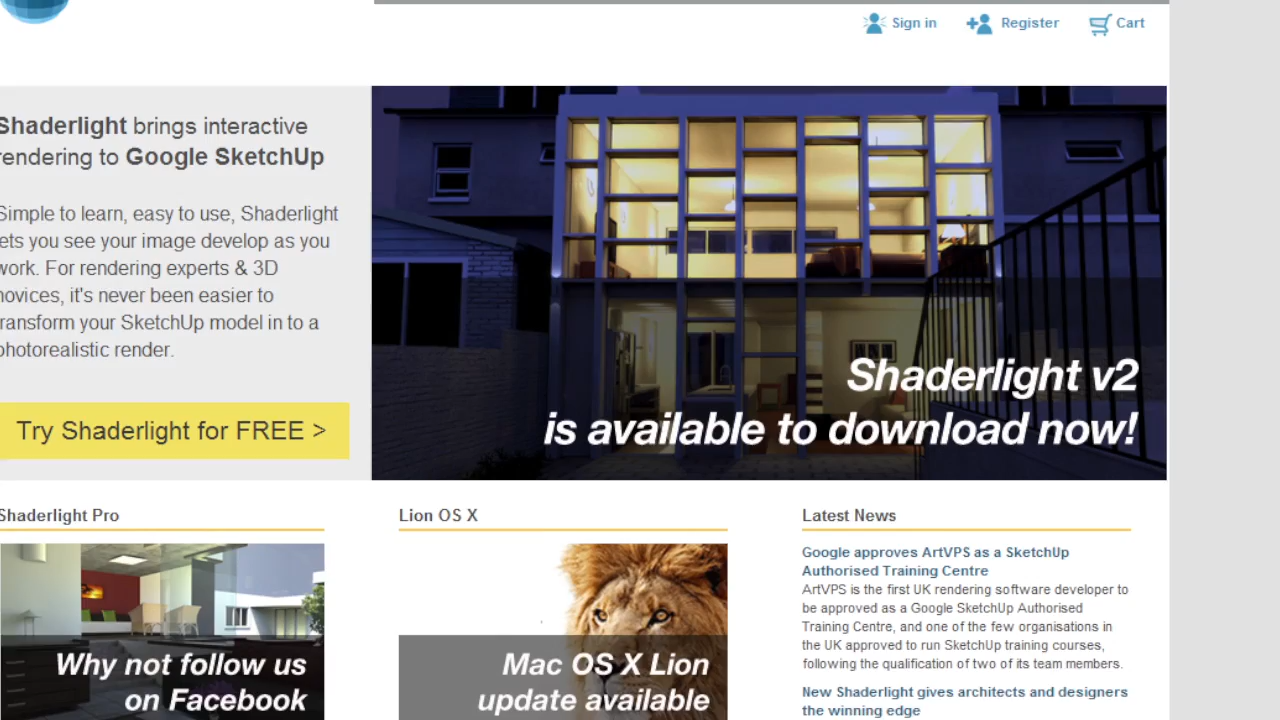 Sign in
Register
Cart
Shaderlight brings interactive
rendering to Google SketchUp
Simple to learn, easy to use, Shaderlight
lets you see your image develop as you
work. For rendering experts & 3D
novices, it's never been easier to
transform your SketchUp model in to a
photorealistic render.
Try Shaderlight for FREE >
Shaderlight v2
is available to download now!
Shaderlight Pro
Why not follow us
on Facebook
Lion OS X
Mac OS X Lion
update available
Latest News
Google approves ArtVPS as a SketchUp
Authorised Training Centre
ArtVPS is the first UK rendering software developer to
be approved as a Google SketchUp Authorised
Training Centre, and one of the few organisations in
the UK approved to run SketchUp training courses,
following the qualification of two of its team members.
New Shaderlight gives architects and designers
the winning edge